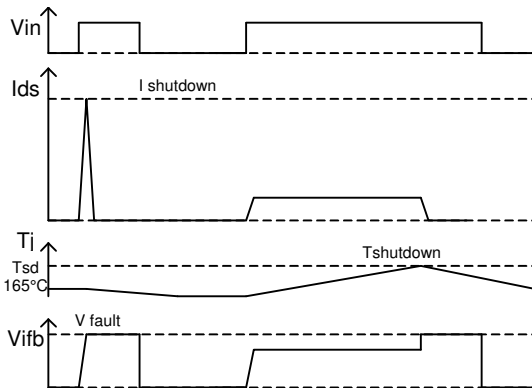 Vin
Ids
I shutdown
Tj
Tsd
165°C
Tshutdown
Vifb
V fault